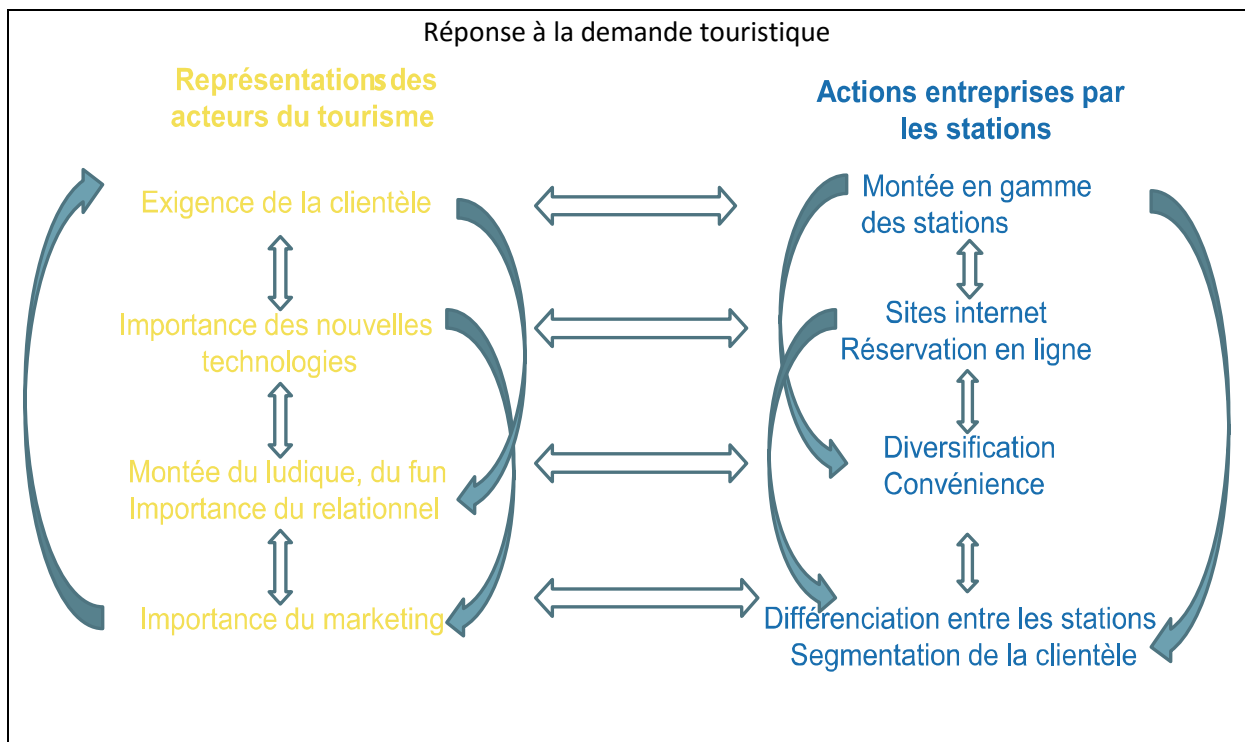 Réponse à la demande touristique
Représentations des
acteurs du tourisme
Exigence de la clientèle
Importance des nouvelles
technologies
Montée du ludique, du fun
Importance du relationnel
Importance du marketing
Actions entreprises par
les stations
Montée en gamme
des stations
Sites internet
Réservation en ligne
Diversification
Convénience
Différenciation entre les stations
Segmentation de la clientèle